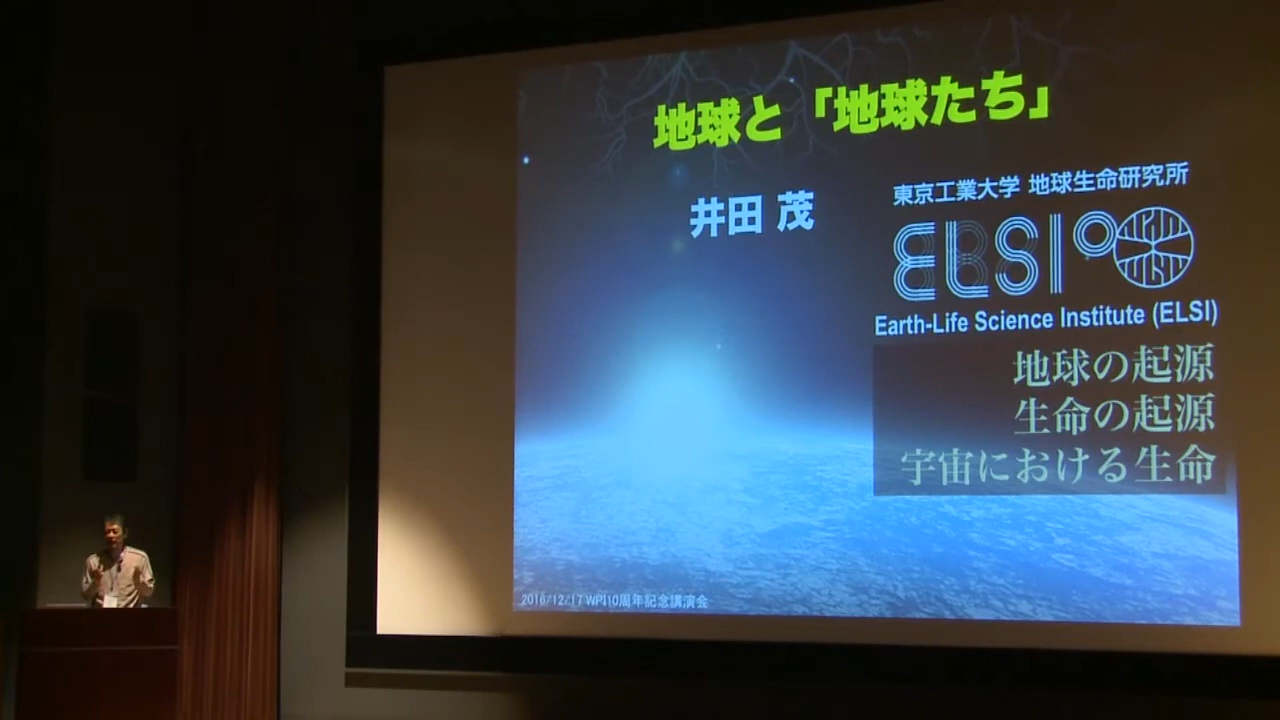 地球と「地球たち」
井田 茂
東京工業大学 地球生命研究所
ELSI
Earth-Life Science Institute (ELSI)
地球の起源
生命の起源
宇宙における生命
2016/12/17 WPI10周年記念講演会